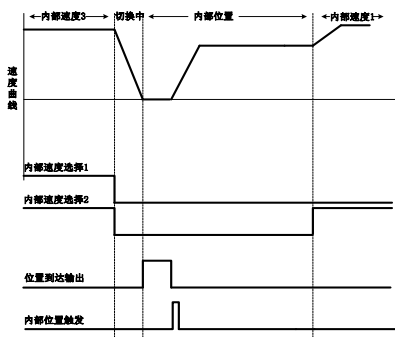 内部速度3
切换中
内部位置
内部速度1
速度曲线
内部速度选择1
内部速度选择2
位置到达输出
内部位置触发